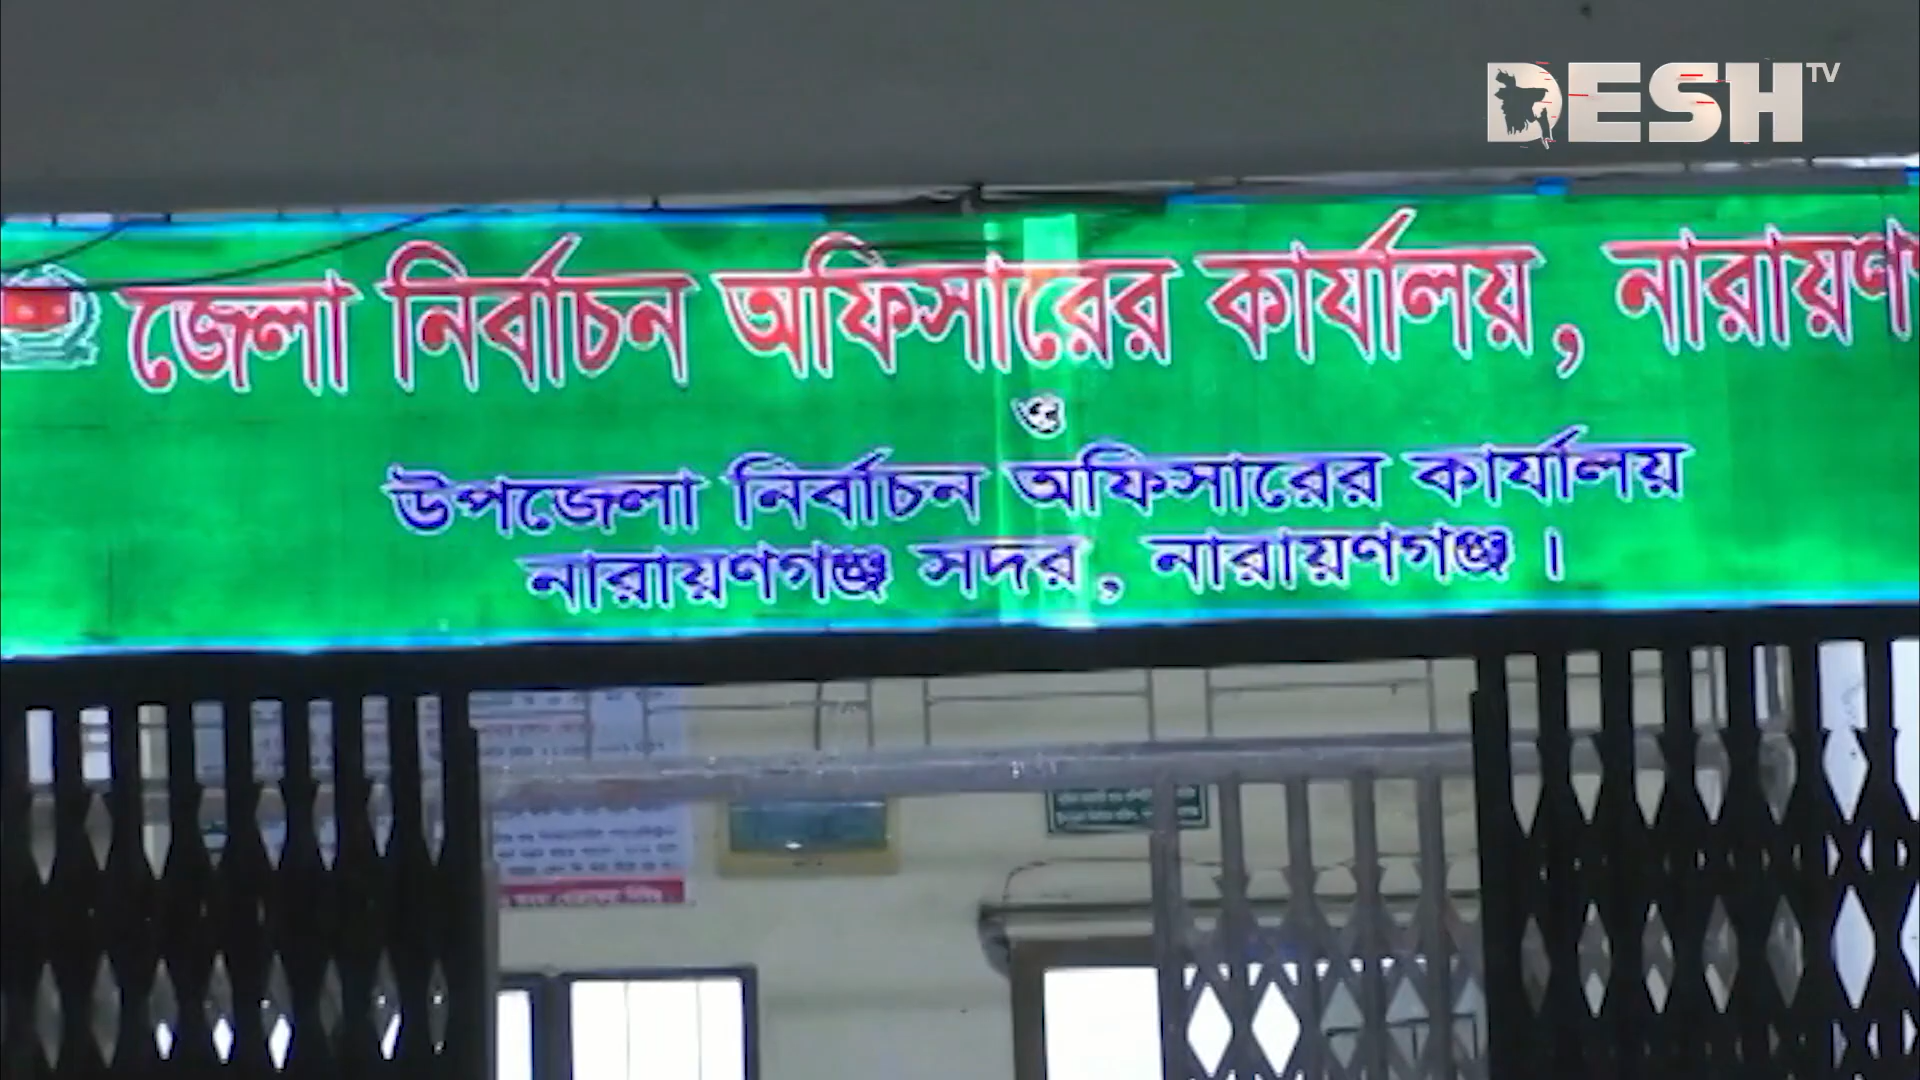 DESH TV
জেলা নির্বাচন অফিসারের কার্যালয়, নারায়ণ
ও
উপজেলা নির্বাচন অফিসারের কার্যালয়
নারায়ণগঞ্জ সদর, নারায়ণগঞ্জ।